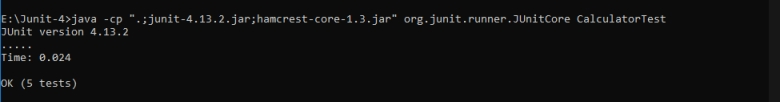 E:\Junit-4>java -cp ".;junit-4.13.2.jar;hamcrest-core-1.3.jar" org.junit.runner.JUnitCore CalculatorTest
JUnit version 4.13.2
.....
Time: 0.024
OK (5 tests)